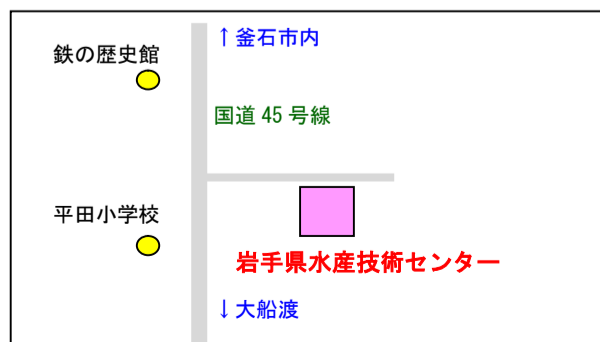 ↑釜石市内
鉄の歴史館
国道45号線
平田小学校
岩手県水産技術センター
↓大船渡